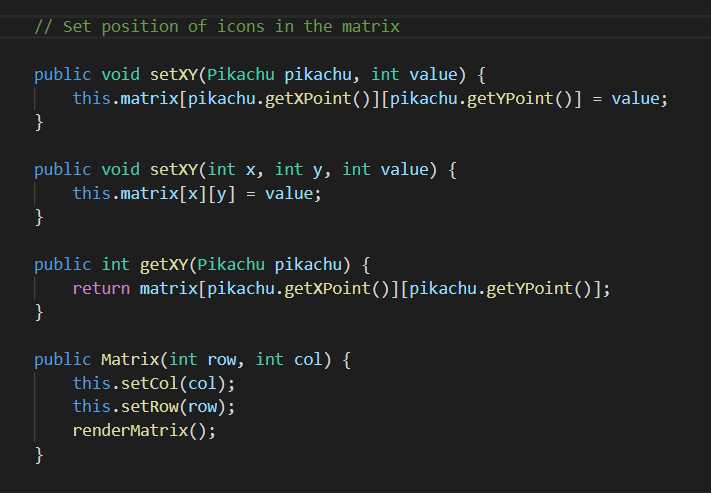 // Set position of icons in the matrix
public void setXY(Pikachu pikachu, int value) {
this.matrix[pikachu.getXPoint()][pikachu.getYPoint()] = value;
}
public void setXY(int x, int y, int value) {
this.matrix[x][y] = value;
}
public int getXY(Pikachu pikachu) {
return matrix[pikachu.getXPoint()][pikachu.getYPoint()];
}
public Matrix(int row, int col) {
this.setCol(col);
this.setRow(row);
renderMatrix();
}